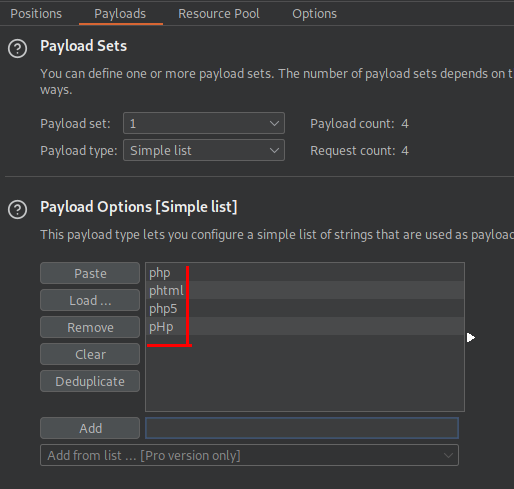 Positions Payloads Resource Pool Options
Payload Sets
You can define one or more payload sets. The number of payload sets depends on t
ways.
Payload set: 1 Payload count: 4
Payload type: Simple list Request count: 4
Payload Options [Simple list]
This payload type lets you configure a simple list of strings that are used as payload
Paste
Load ...
Remove
Clear
Deduplicate
php
phtml
php5
pHp
Add
Add from list ... [Pro version only]